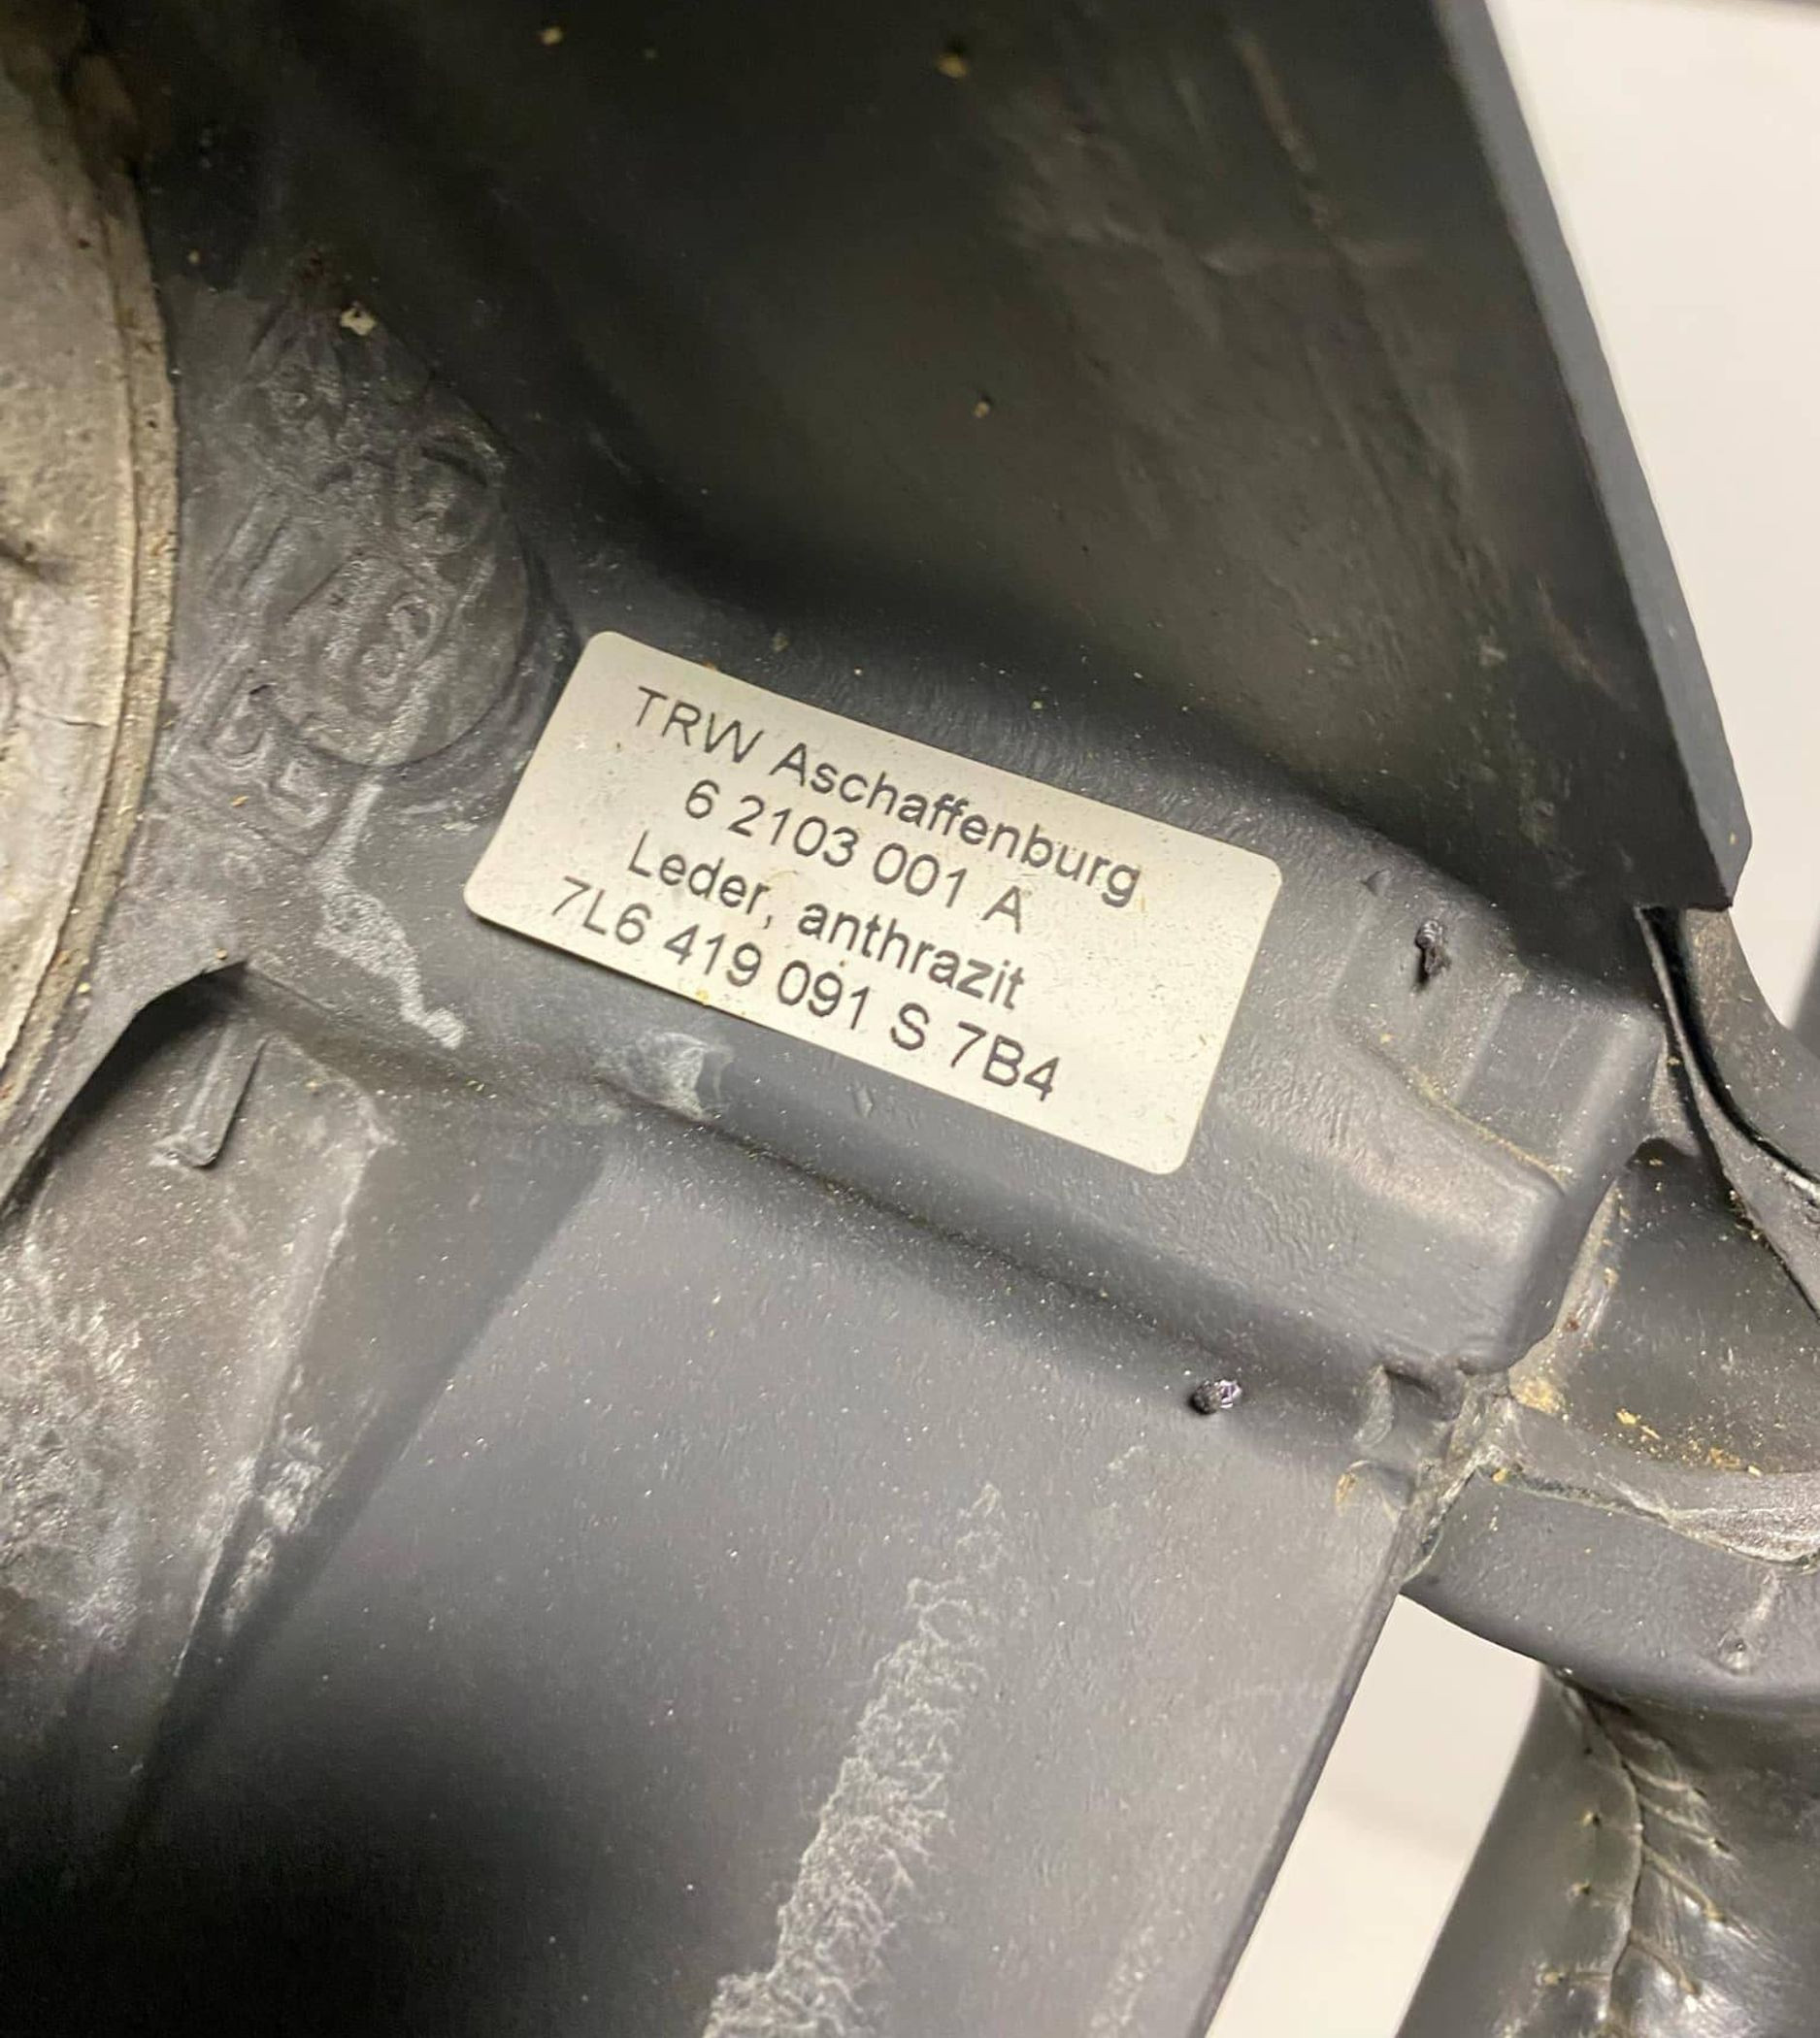 TRW Aschaffenburg
6 2103 001 A
Leder, anthrazit
7L6 419 091 S 7B4